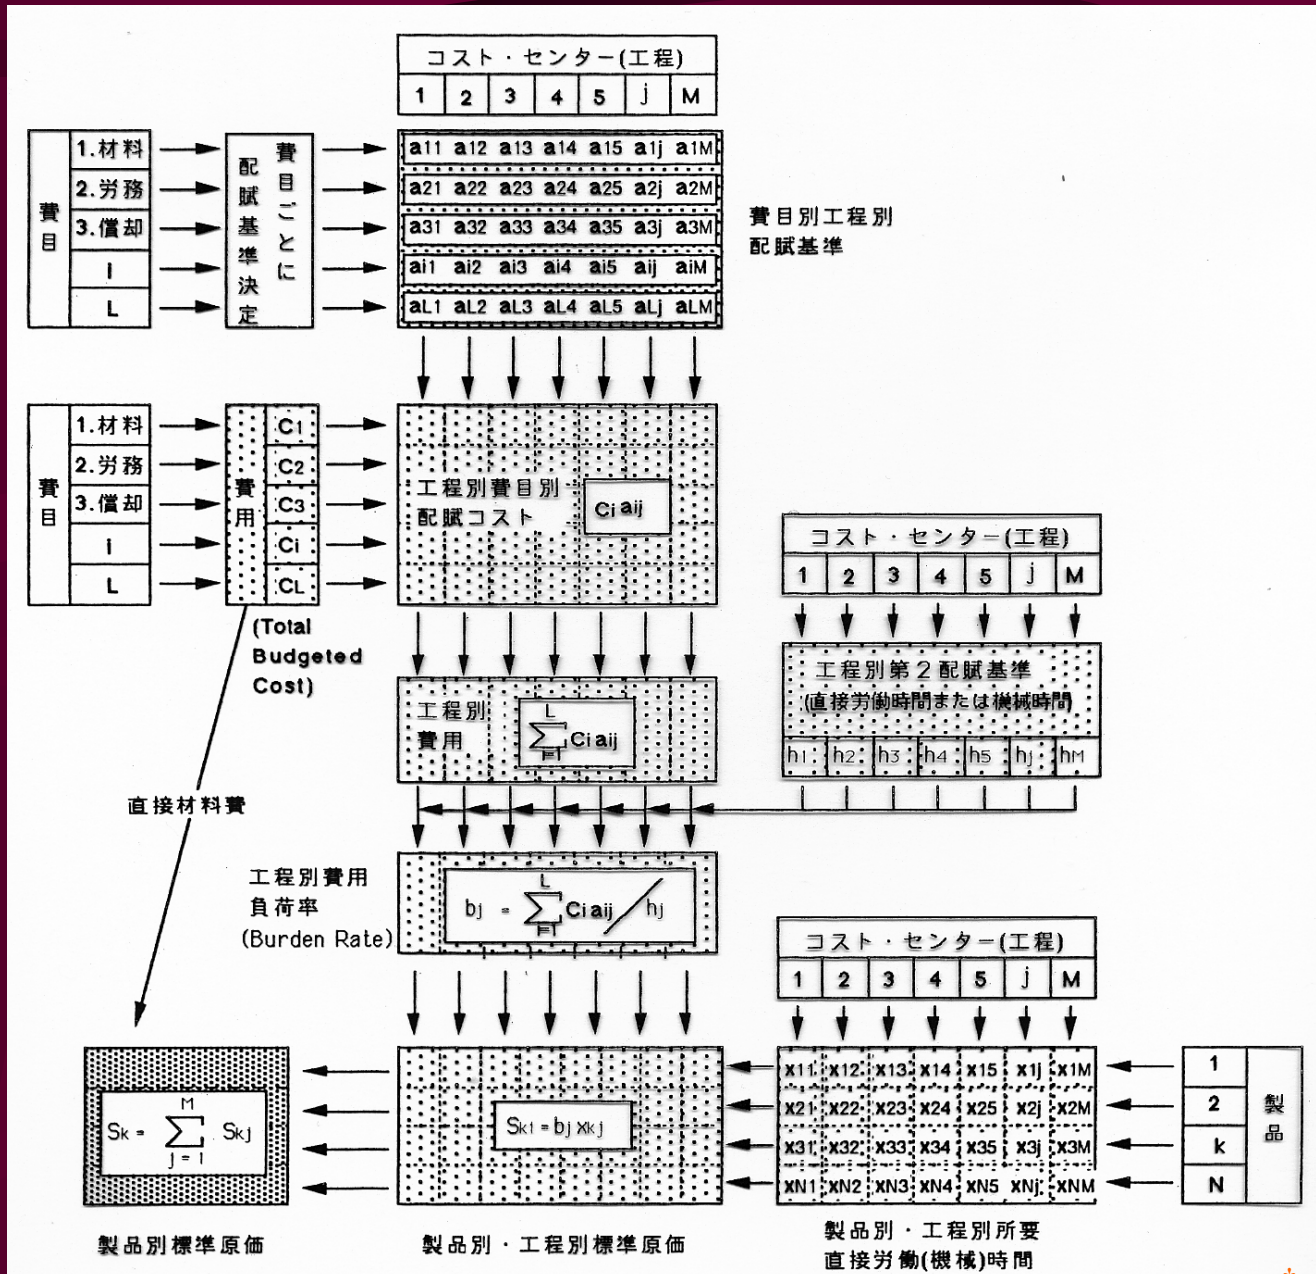 コスト・センター(工程)
1 2 3 4 5 j M
費目
1.材料
2.労務
3.償却
i
L
費目ごとに
配賦基準決定
a11 a12 a13 a14 a15 a1j a1M
a21 a22 a23 a24 a25 a2j a2M
a31 a32 a33 a34 a35 a3j a3M
ai1 ai2 ai3 ai4 ai5 aij aiM
aL1 aL2 aL3 aL4 aL5 aLj aLM
費目別工程別
配賦基準
費目
1.材料
2.労務
3.償却
i
L
費用
C1
C2
C3
Ci
CL
(Total
Budgeted
Cost)
工程別費目別
配賦コスト
Ci aij
コスト・センター(工程)
1 2 3 4 5 j M
工程別第2配賦基準
(直接労働時間または機械時間)
h1 h2 h3 h4 h5 hj hM
工程別
費用
L
∑ Ci aij
i=1
直接材料費
工程別費用
負荷率
(Burden Rate)
L
bj = ∑ Ci aij / hj
i=1
コスト・センター(工程)
1 2 3 4 5 j M
x11 x12 x13 x14 x15 x1j x1M
x21 x22 x23 x24 x25 x2j x2M
x31 x32 x33 x34 x35 x3j x3M
xN1 xN2 xN3 xN4 xN5 xNj xNM
1
2
k
N
製品
Sk1 = bj xkj
M
Sk = ∑ Skj
j = 1
製品別標準原価
製品別・工程別標準原価
製品別・工程別所要
直接労働(機械)時間